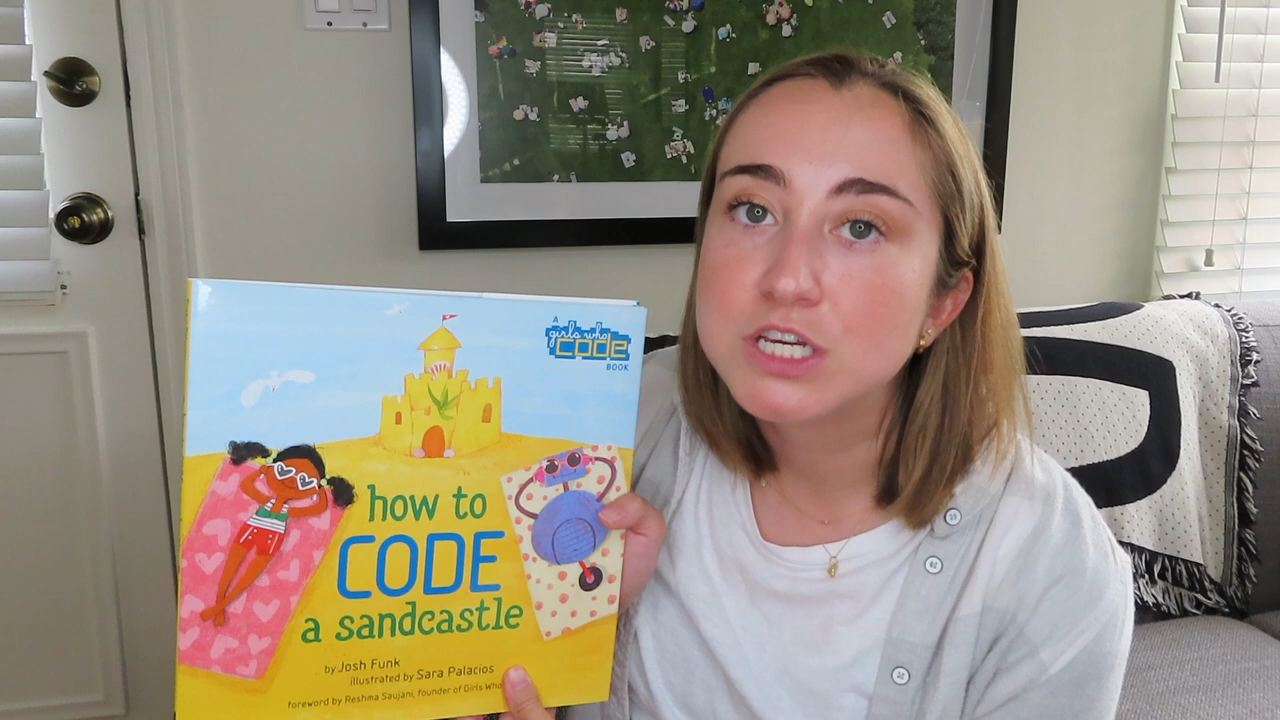 A
girls who
code
BOOK
how to
CODE
a sandcastle
by Josh Funk
illustrated by Sara Palacios
foreword by Reshma Saujani, founder of Girls Who